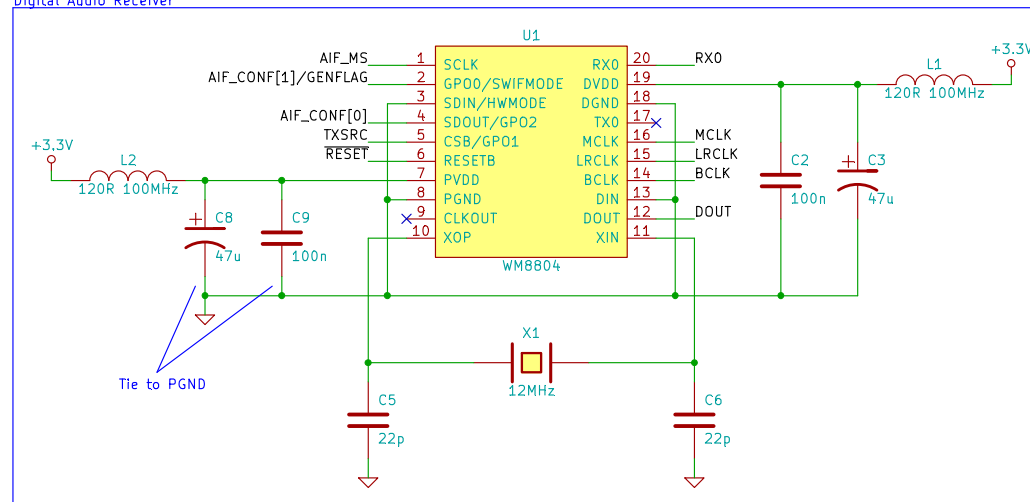 Digital Audio Receiver
U1
AIF_MS 1 SCLK RX0 20 RX0
AIF_CONF[1]/GENFLAG 2 GPO0/SWIFMODE DVDD 19
3 SDIN/HWMODE DGND 18
AIF_CONF[0] 4 SDOUT/GPO2 TX0 17
TXSRC 5 CSB/GPO1 MCLK 16 MCLK
RESET 6 RESETB LRCLK 15 LRCLK
7 PVDD BCLK 14 BCLK
8 PGND DIN 13
9 CLKOUT DOUT 12 DOUT
10 XOP XIN 11
WM8804
+3.3V
L1
120R 100MHz
C2
100n
C3
47u
+3.3V
L2
120R 100MHz
C8
47u
C9
100n
Tie to PGND
X1
12MHz
C5
22p
C6
22p